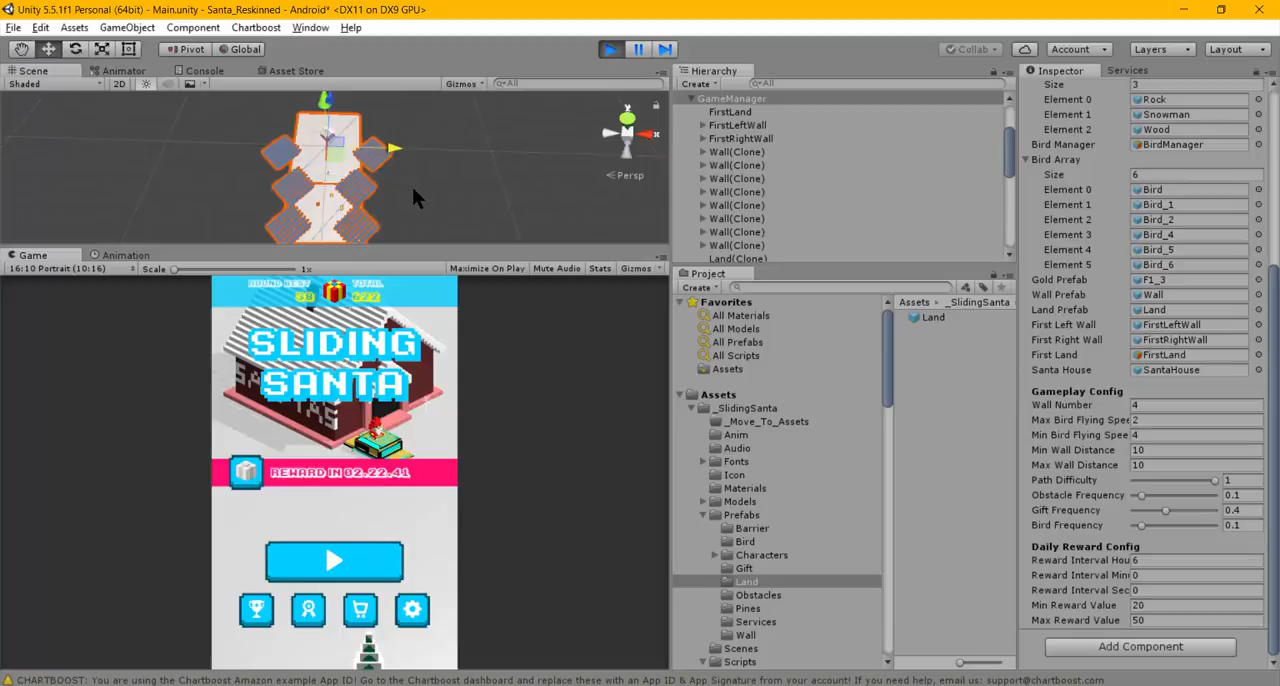 Unity 5.5.1f1 Personal (64bit) - Main.unity - Santa_Reskinned - Android* <DX11 on DX9 GPU>
File Edit Assets GameObject Component Chartboost Window Help
Pivot Global Collab Account Layers Layout
Scene Animator Console Asset Store
Shaded 2D Gizmos All
y
x
Persp
Game Animation
16:10 Portrait (10:16) Scale 1x Maximize On Play Mute Audio Stats Gizmos
ROUND BEST TOTAL
38 622
SLIDING
SANTA
REWARD IN 02.22.41
Hierarchy
Create All
GameManager
FirstLand
FirstLeftWall
FirstRightWall
Wall(Clone)
Wall(Clone)
Wall(Clone)
Wall(Clone)
Wall(Clone)
Wall(Clone)
Wall(Clone)
Wall(Clone)
Land(Clone)
Project
Create
Favorites
All Materials
All Models
All Prefabs
All Scripts
Assets
Assets
_SlidingSanta
_Move_To_Assets
Anim
Audio
Fonts
Icon
Materials
Models
Prefabs
Barrier
Bird
Characters
Gift
Land
Obstacles
Pines
Services
Wall
Scenes
Scripts
Assets _SlidingSanta
Land
Inspector Services
Size 3
Element 0 Rock
Element 1 Snowman
Element 2 Wood
Bird Manager BirdManager
Bird Array
Size 6
Element 0 Bird
Element 1 Bird_1
Element 2 Bird_2
Element 3 Bird_4
Element 4 Bird_5
Element 5 Bird_6
Gold Prefab F1_3
Wall Prefab Wall
Land Prefab Land
First Left Wall FirstLeftWall
First Right Wall FirstRightWall
First Land FirstLand
Santa House SantaHouse
Gameplay Config
Wall Number 4
Max Bird Flying Spee 2
Min Bird Flying Spee 4
Min Wall Distance 10
Max Wall Distance 10
Path Difficulty 1
Obstacle Frequency 0.1
Gift Frequency 0.4
Bird Frequency 0.1
Daily Reward Config
Reward Interval Hou 6
Reward Interval Min 0
Reward Interval Sec 0
Min Reward Value 20
Max Reward Value 50
Add Component
CHARTBOOST: You are using the Chartboost Amazon example App ID! Go to the Chartboost dashboard and replace these with an App ID & App Signature from your account! If you need help, email us: support@chartboost.com